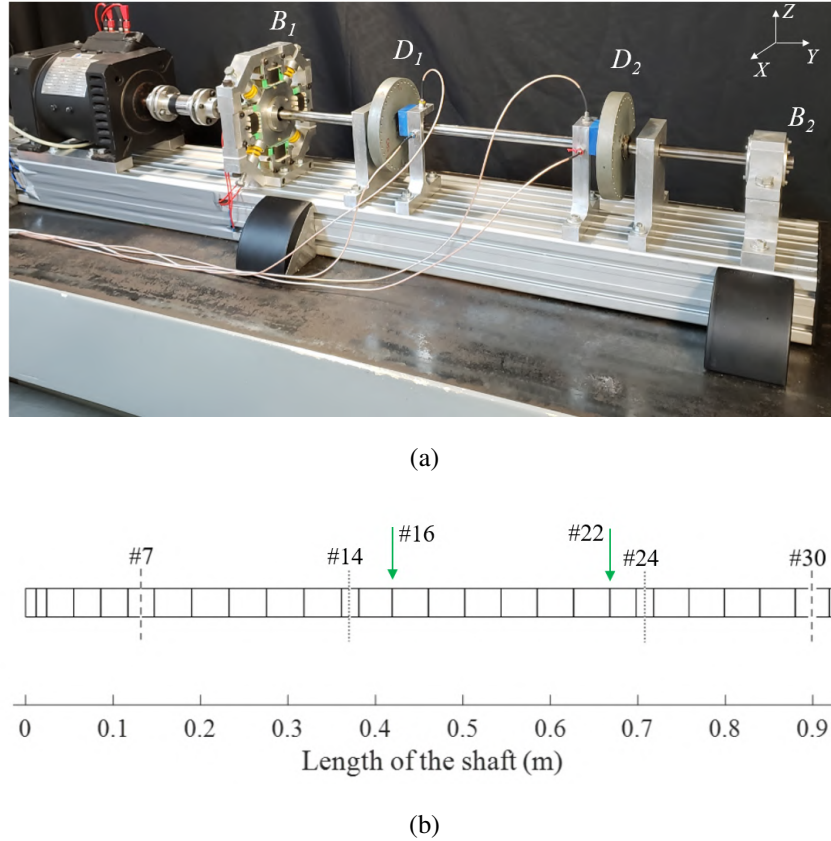 B₁
D₁
D₂
B₂
Z
X
Y
(a)
#7
#14
#16
#22
#24
#30
0 0.1 0.2 0.3 0.4 0.5 0.6 0.7 0.8 0.9
Length of the shaft (m)
(b)